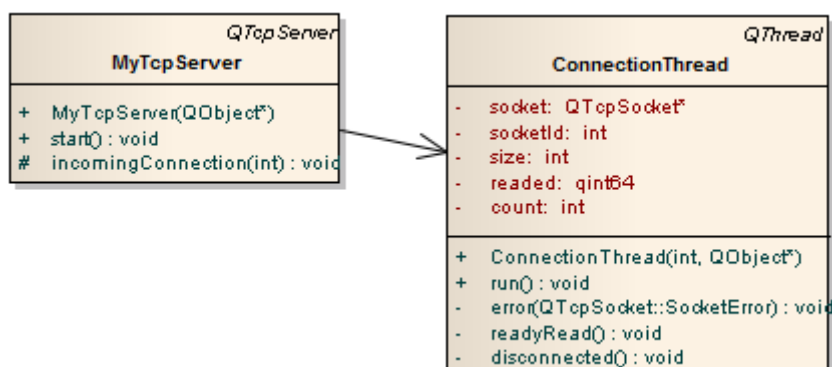 QTcpServer
MyTcpServer
+ MyTcpServer(QObject*)
+ start() : void
# incomingConnection(int) : void
QThread
ConnectionThread
- socket: QTcpSocket*
- socketId: int
- size: int
- readed: qint64
- count: int
+ ConnectionThread(int, QObject*)
+ run() : void
- error(QTcpSocket::SocketError) : void
- readyRead() : void
- disconnected() : void